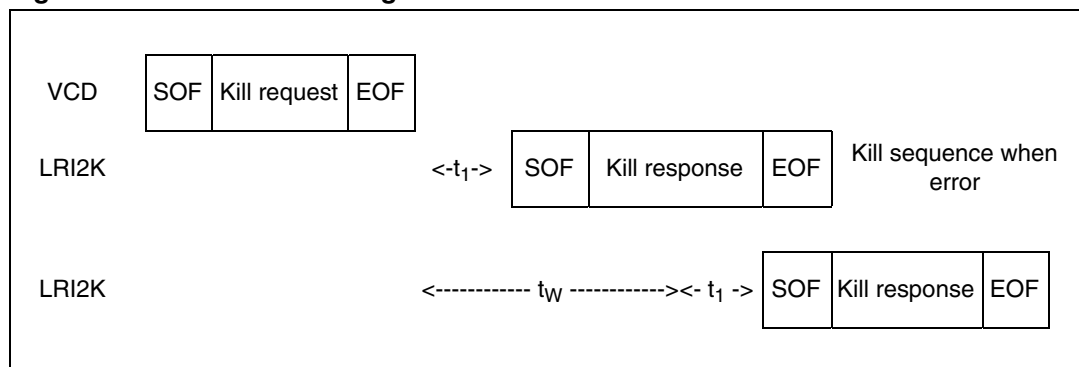 VCD SOF Kill request EOF
LRI2K <-t1-> SOF Kill response EOF Kill sequence when
error
LRI2K <------------ tW ------------><- t1 -> SOF Kill response EOF